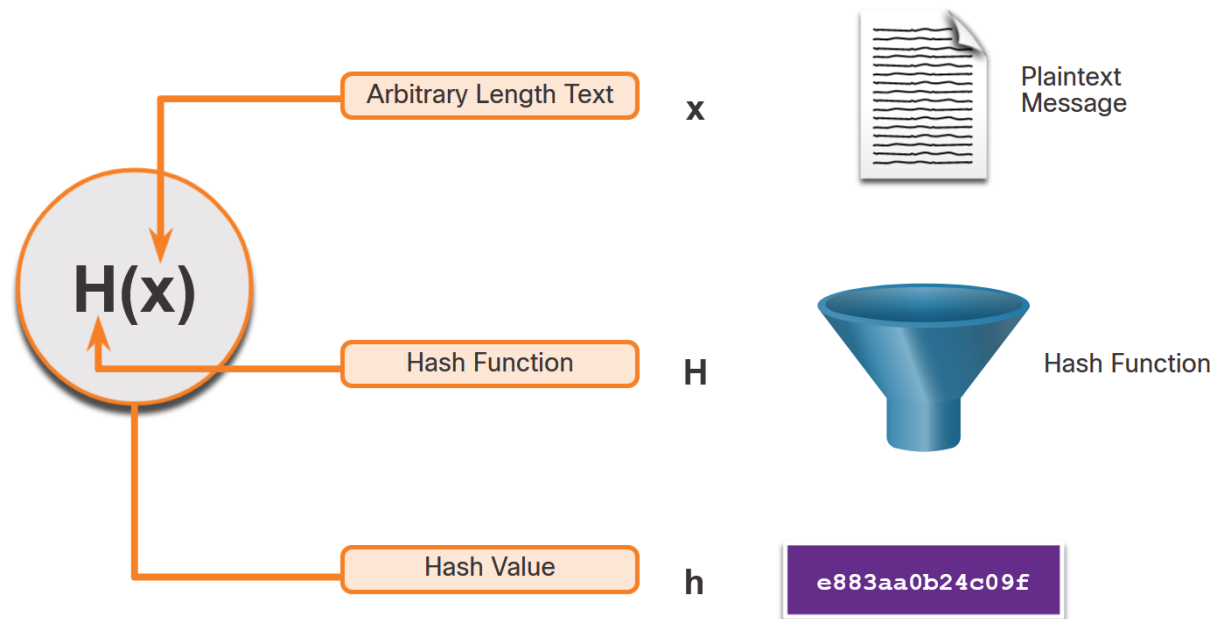 Arbitrary Length Text
x
Plaintext
Message
H(x)
Hash Function
H
Hash Function
Hash Value
h
e883aa0b24c09f